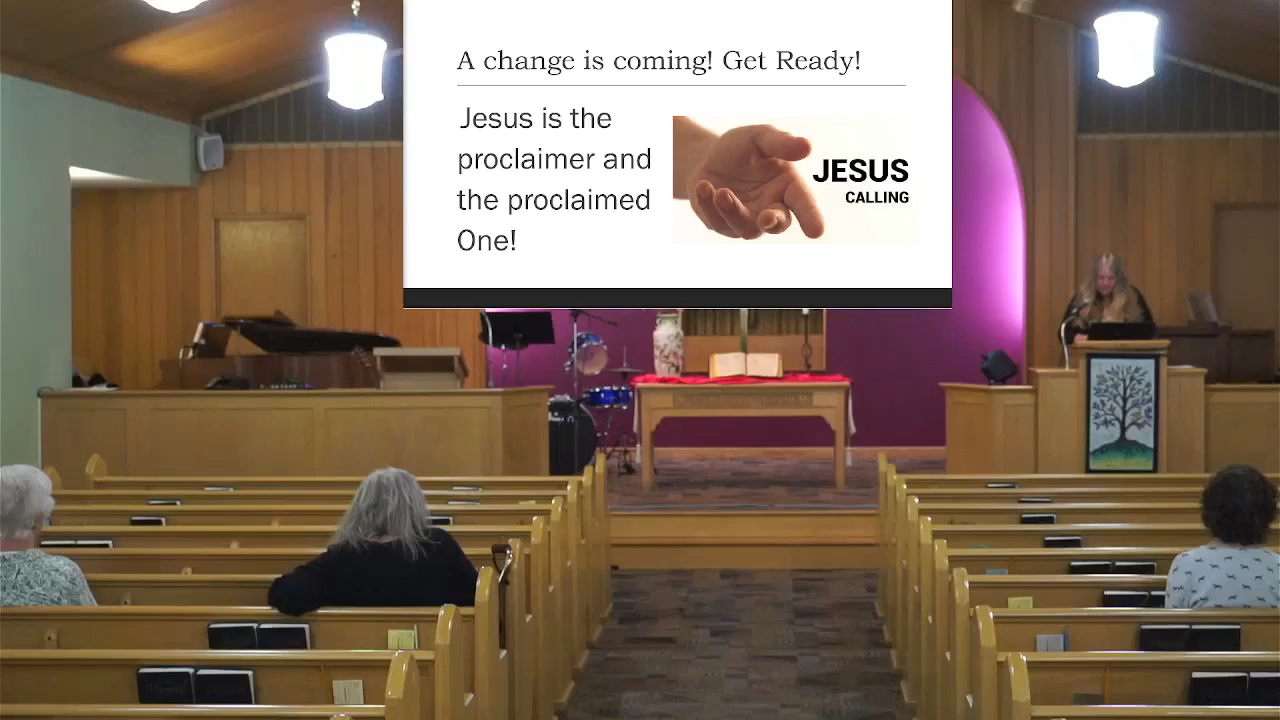 A change is coming! Get Ready!
Jesus is the
proclaimer and
the proclaimed
One!
JESUS
CALLING